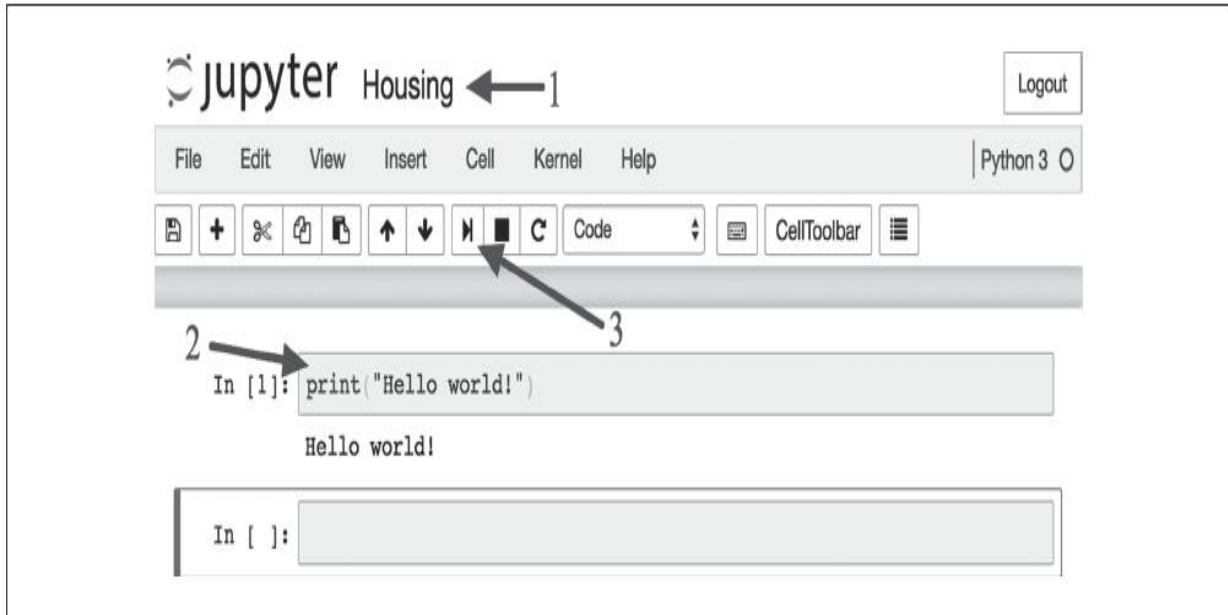 jupyter Housing 1 Logout
File Edit View Insert Cell Kernel Help Python 3
Code CellToolbar
3
2
In [1]: print("Hello world!")
Hello world!
In [ ]: